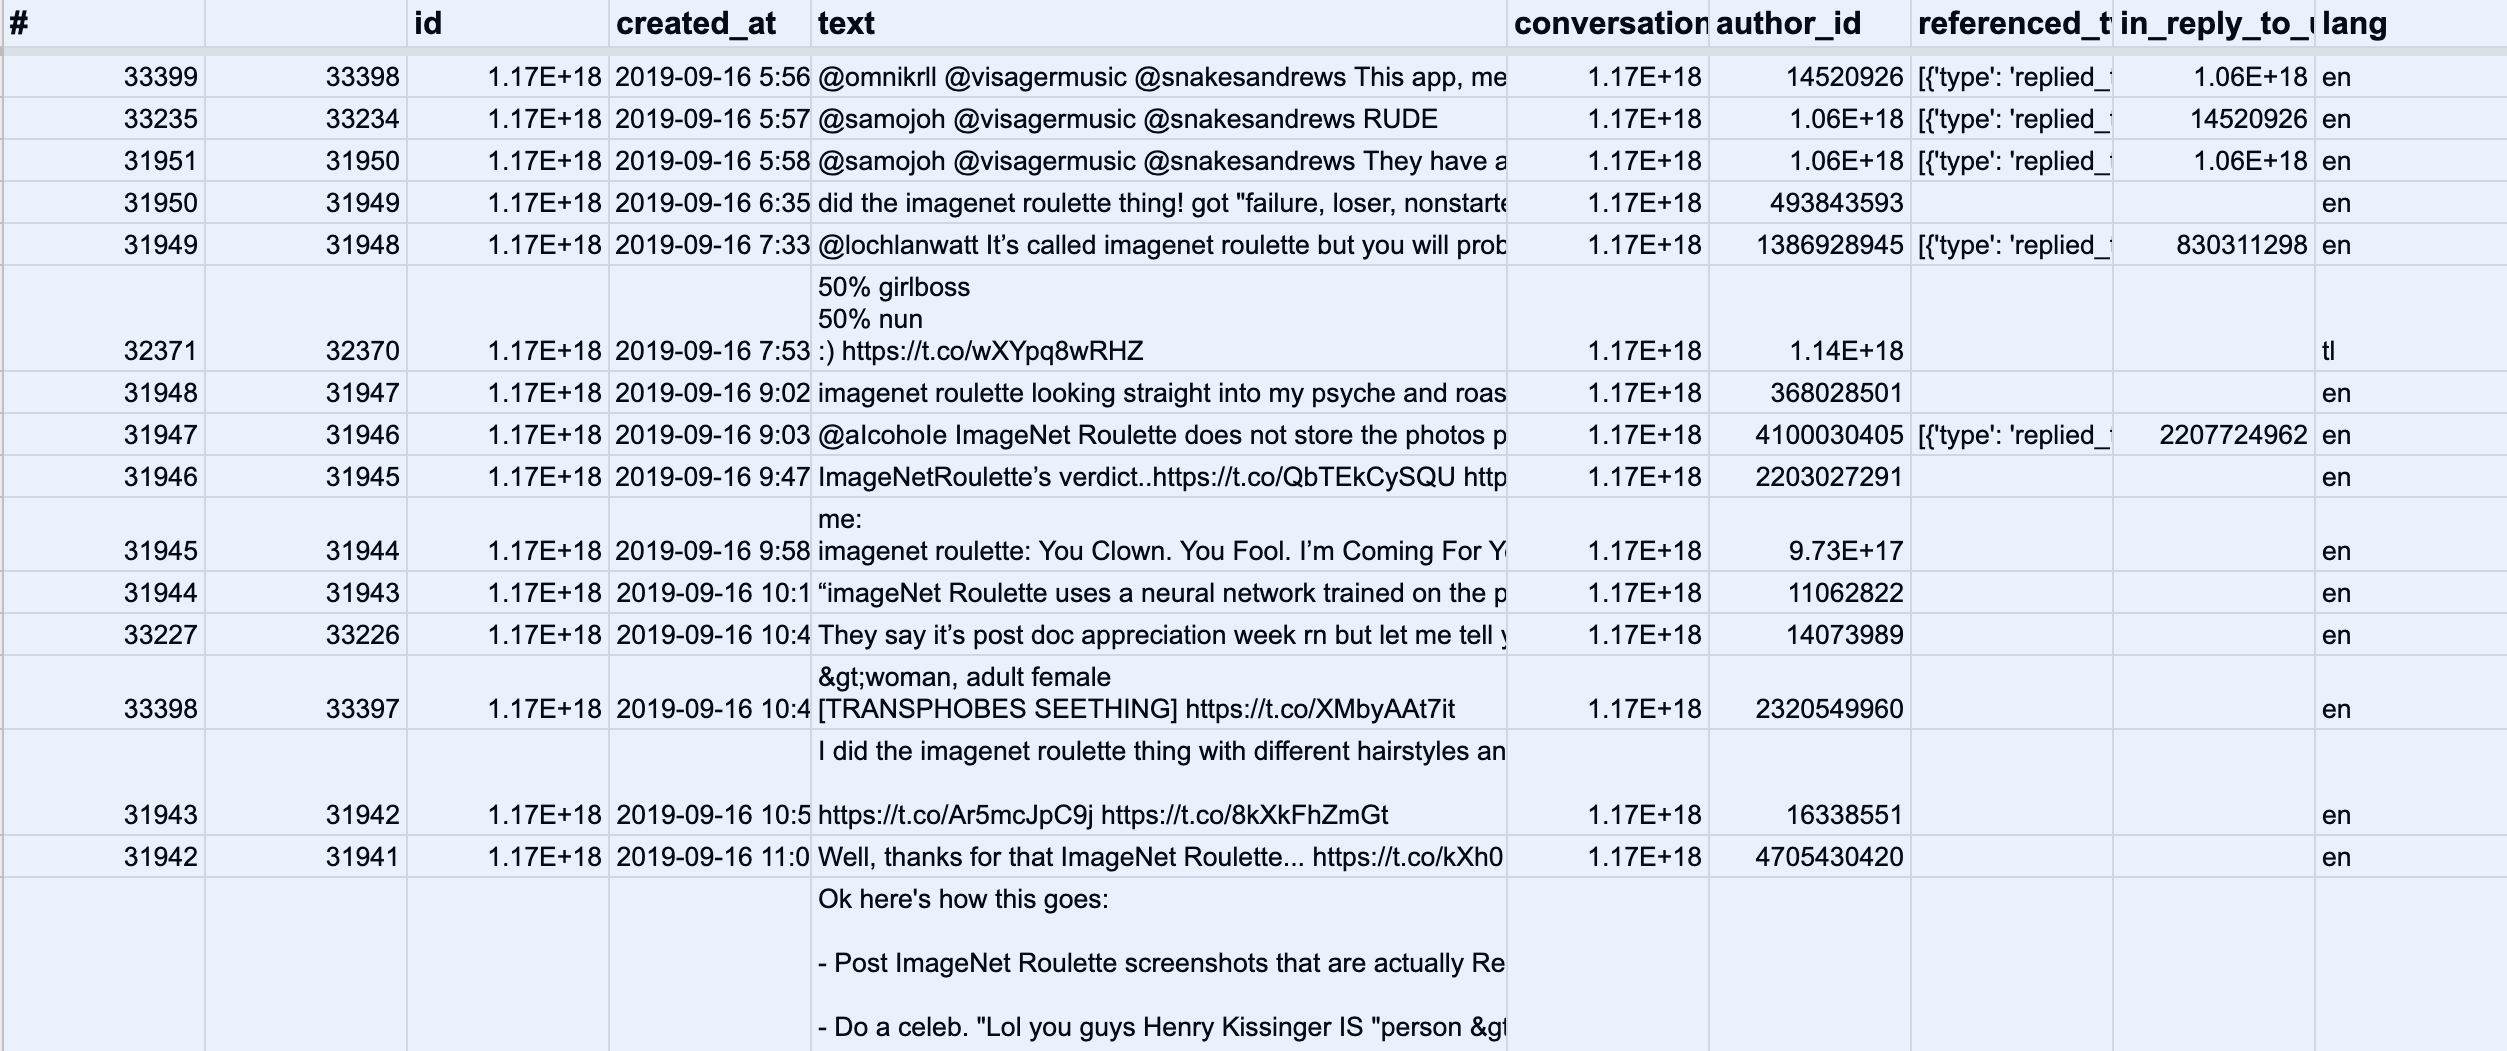 # id created_at text conversation author_id referenced_tv in_reply_to_u lang
33399 33398 1.17E+18 2019-09-16 5:56 @omnikrll @visagermusic @snakesandrews This app, me 1.17E+18 14520926 [{'type': 'replied_t 1.06E+18 en
33235 33234 1.17E+18 2019-09-16 5:57 @samojoh @visagermusic @snakesandrews RUDE 1.17E+18 1.06E+18 [{'type': 'replied_t 14520926 en
31951 31950 1.17E+18 2019-09-16 5:58 @samojoh @visagermusic @snakesandrews They have a 1.17E+18 1.06E+18 [{'type': 'replied_t 1.06E+18 en
31950 31949 1.17E+18 2019-09-16 6:35 did the imagenet roulette thing! got "failure, loser, nonstarte 1.17E+18 493843593 en
31949 31948 1.17E+18 2019-09-16 7:33 @lochlanwatt It’s called imagenet roulette but you will prob 1.17E+18 1386928945 [{'type': 'replied_t 830311298 en
50% girlboss
50% nun
32371 32370 1.17E+18 2019-09-16 7:53 :) https://t.co/wXYpq8wRHZ 1.17E+18 1.14E+18 tl
31948 31947 1.17E+18 2019-09-16 9:02 imagenet roulette looking straight into my psyche and roas 1.17E+18 368028501 en
31947 31946 1.17E+18 2019-09-16 9:03 @alcohole ImageNet Roulette does not store the photos p 1.17E+18 4100030405 [{'type': 'replied_t 2207724962 en
31946 31945 1.17E+18 2019-09-16 9:47 ImageNetRoulette’s verdict..https://t.co/QbTEkCySQU http 1.17E+18 2203027291 en
me:
31945 31944 1.17E+18 2019-09-16 9:58 imagenet roulette: You Clown. You Fool. I’m Coming For Yo 1.17E+18 9.73E+17 en
31944 31943 1.17E+18 2019-09-16 10:1 “imageNet Roulette uses a neural network trained on the p 1.17E+18 11062822 en
33227 33226 1.17E+18 2019-09-16 10:4 They say it’s post doc appreciation week rn but let me tell y 1.17E+18 14073989 en
&gt;woman, adult female
33398 33397 1.17E+18 2019-09-16 10:4 [TRANSPHOBES SEETHING] https://t.co/XMbyAAt7it 1.17E+18 2320549960 en
I did the imagenet roulette thing with different hairstyles an
31943 31942 1.17E+18 2019-09-16 10:5 https://t.co/Ar5mcJpC9j https://t.co/8kXkFhZmGt 1.17E+18 16338551 en
31942 31941 1.17E+18 2019-09-16 11:0 Well, thanks for that ImageNet Roulette... https://t.co/kXh0 1.17E+18 4705430420 en
Ok here's how this goes:
- Post ImageNet Roulette screenshots that are actually Re
- Do a celeb. "Lol you guys Henry Kissinger IS "person &gt